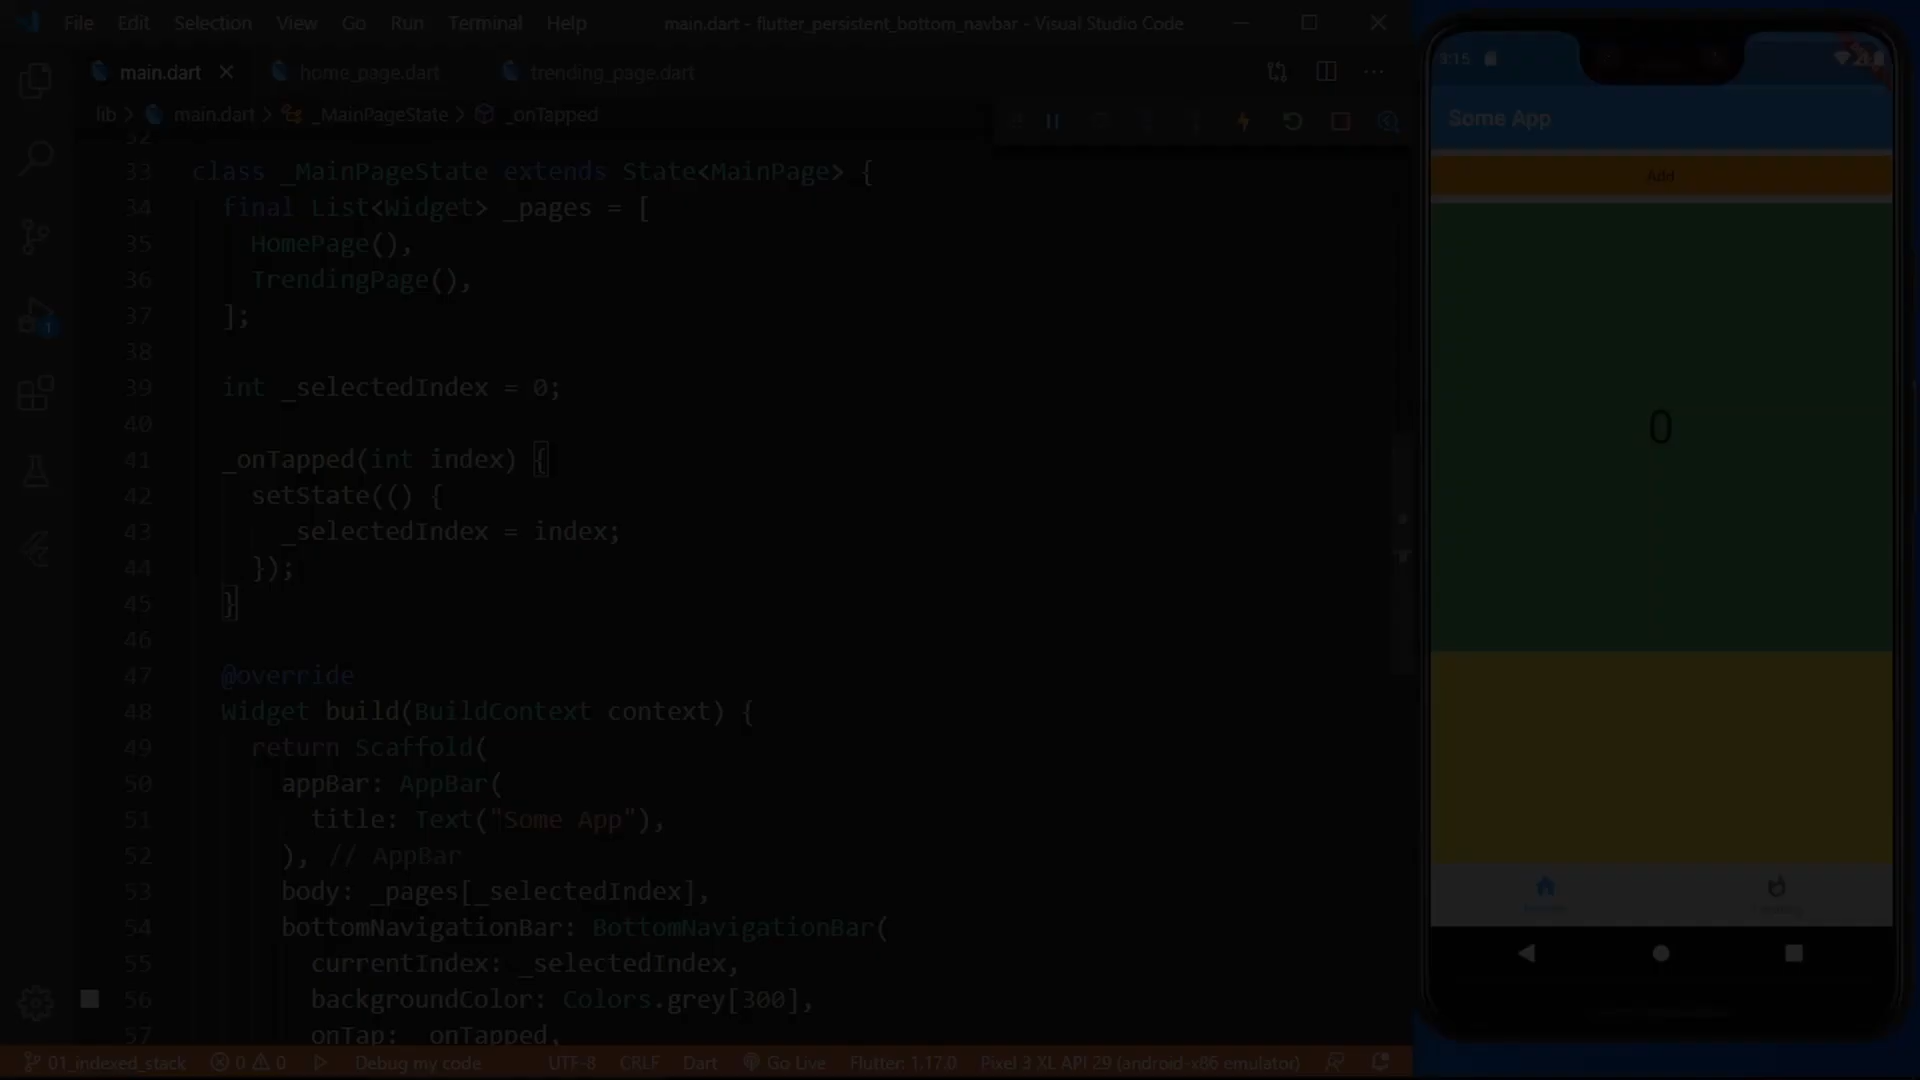 File Edit Selection View Go Run Terminal Help main.dart - flutter_persistent_bottom_navbar - Visual Studio Code
main.dart home_page.dart trending_page.dart
lib > main.dart > _MainPageState > _onTapped
32
33 class _MainPageState extends State<MainPage> {
34 final List<Widget> _pages = [
35 HomePage(),
36 TrendingPage(),
37 ];
38
39 int _selectedIndex = 0;
40
41 _onTapped(int index) {
42 setState(() {
43 _selectedIndex = index;
44 });
45 }
46
47 @override
48 Widget build(BuildContext context) {
49 return Scaffold(
50 appBar: AppBar(
51 title: Text("Some App"),
52 ), // AppBar
53 body: _pages[_selectedIndex],
54 bottomNavigationBar: BottomNavigationBar(
55 currentIndex: _selectedIndex,
56 backgroundColor: Colors.grey[300],
57 onTap: _onTapped,
1
01_indexed_stack 0 0 Debug my code UTF-8 CRLF Dart Go Live Flutter: 1.17.0 Pixel 3 XL API 29 (android-x86 emulator)
3:15
Some App
Add
0